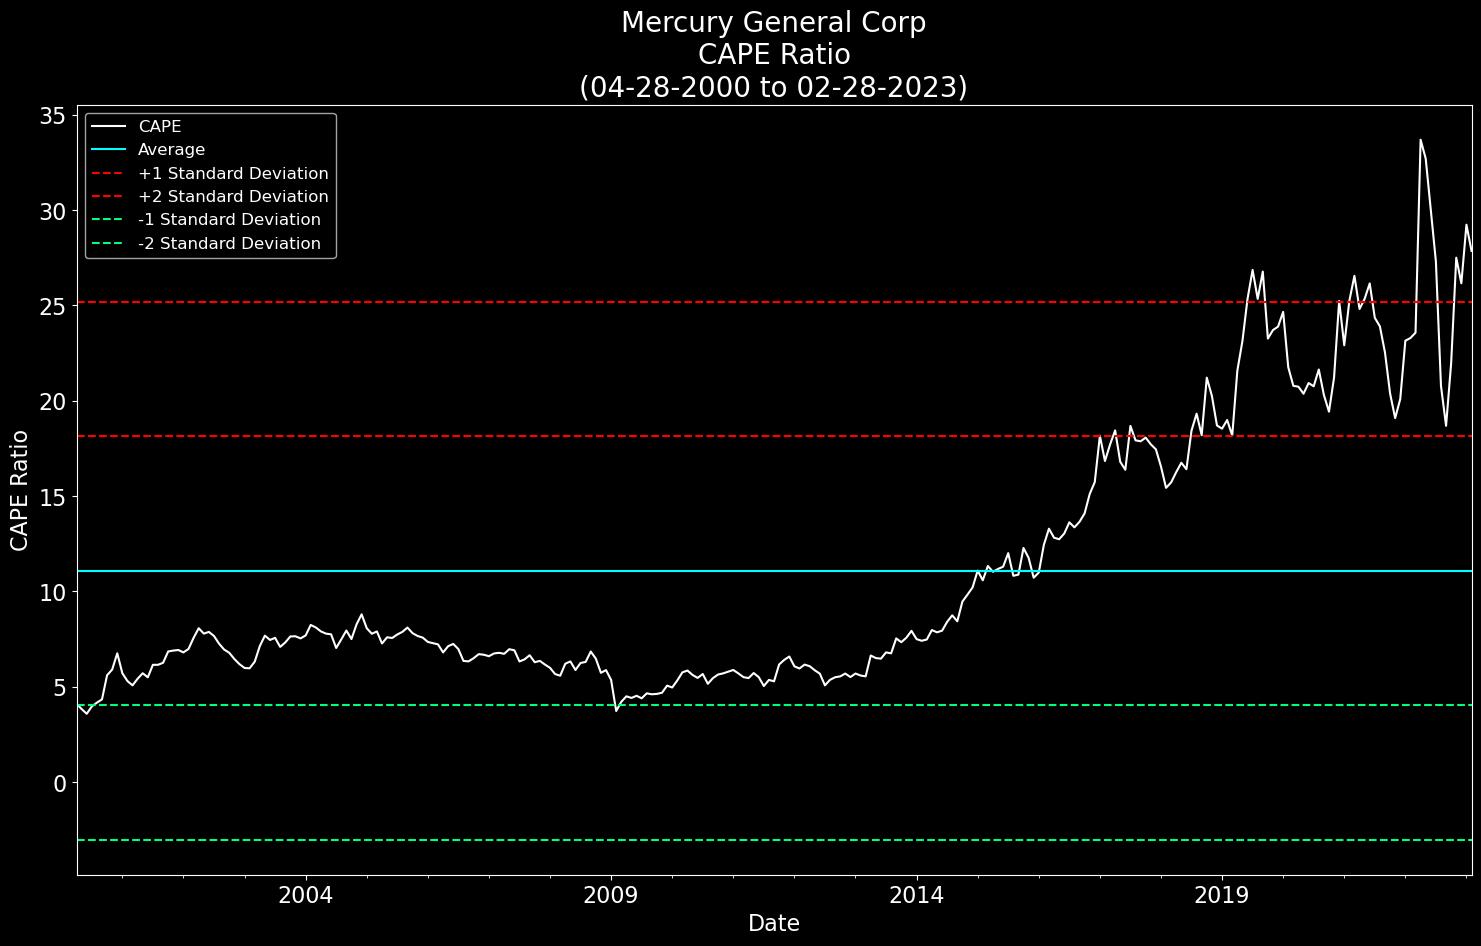 Mercury General Corp
CAPE Ratio
(04-28-2000 to 02-28-2023)
CAPE
Average
+1 Standard Deviation
+2 Standard Deviation
-1 Standard Deviation
-2 Standard Deviation
35
30
25
20
15
10
5
0
CAPE Ratio
2004
2009
2014
2019
Date